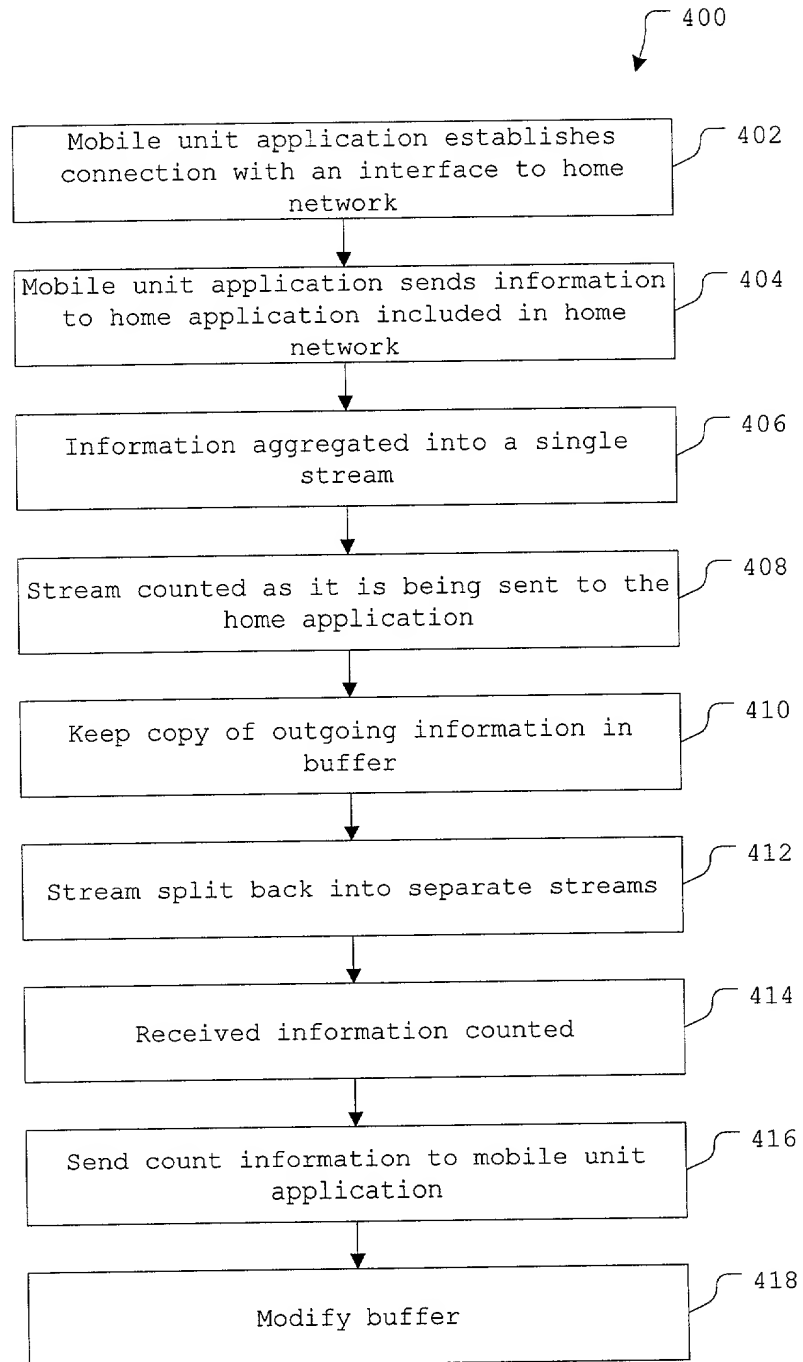 400
Mobile unit application establishes
connection with an interface to home
network
402
Mobile unit application sends information
to home application included in home
network
404
Information aggregated into a single
stream
406
Stream counted as it is being sent to the
home application
408
Keep copy of outgoing information in
buffer
410
Stream split back into separate streams
412
Received information counted
414
Send count information to mobile unit
application
416
Modify buffer
418